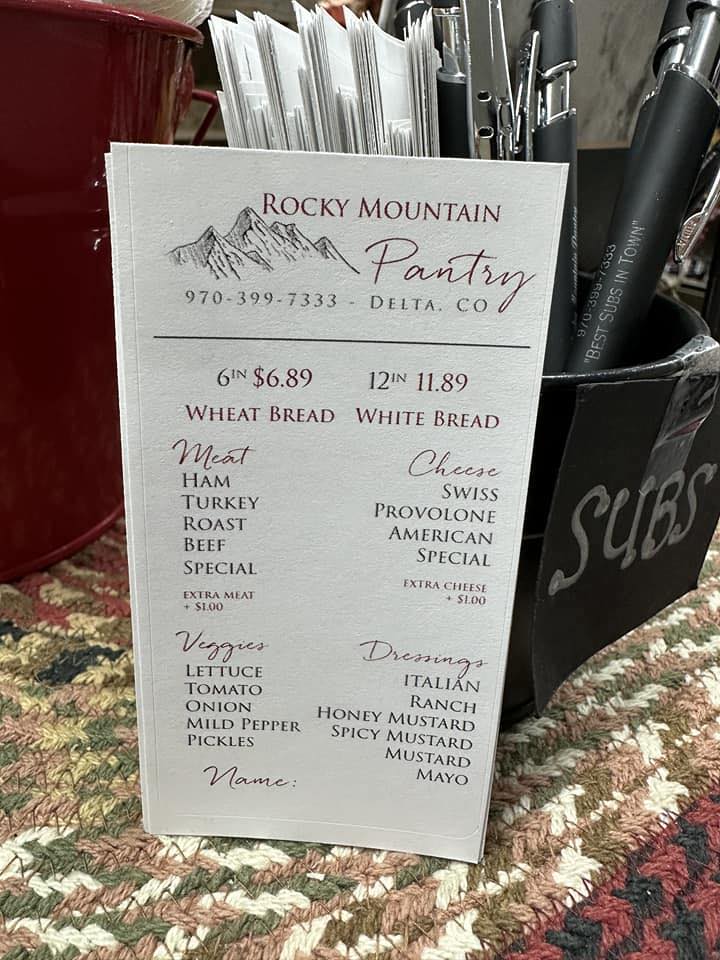 ROCKY MOUNTAIN
Pantry
970-399-7333 - DELTA, CO
6IN $6.89
12IN 11.89
WHEAT BREAD
WHITE BREAD
Meat
HAM
TURKEY
ROAST
BEEF
SPECIAL
EXTRA MEAT
+ $1.00
Cheese
SWISS
PROVOLONE
AMERICAN
SPECIAL
EXTRA CHEESE
+ $1.00
Veggies
LETTUCE
TOMATO
ONION
MILD PEPPER
PICKLES
Dressings
ITALIAN
RANCH
HONEY MUSTARD
SPICY MUSTARD
MUSTARD
MAYO
Name:
970-399-7333
"BEST SUBS IN TOWN"
SUBS